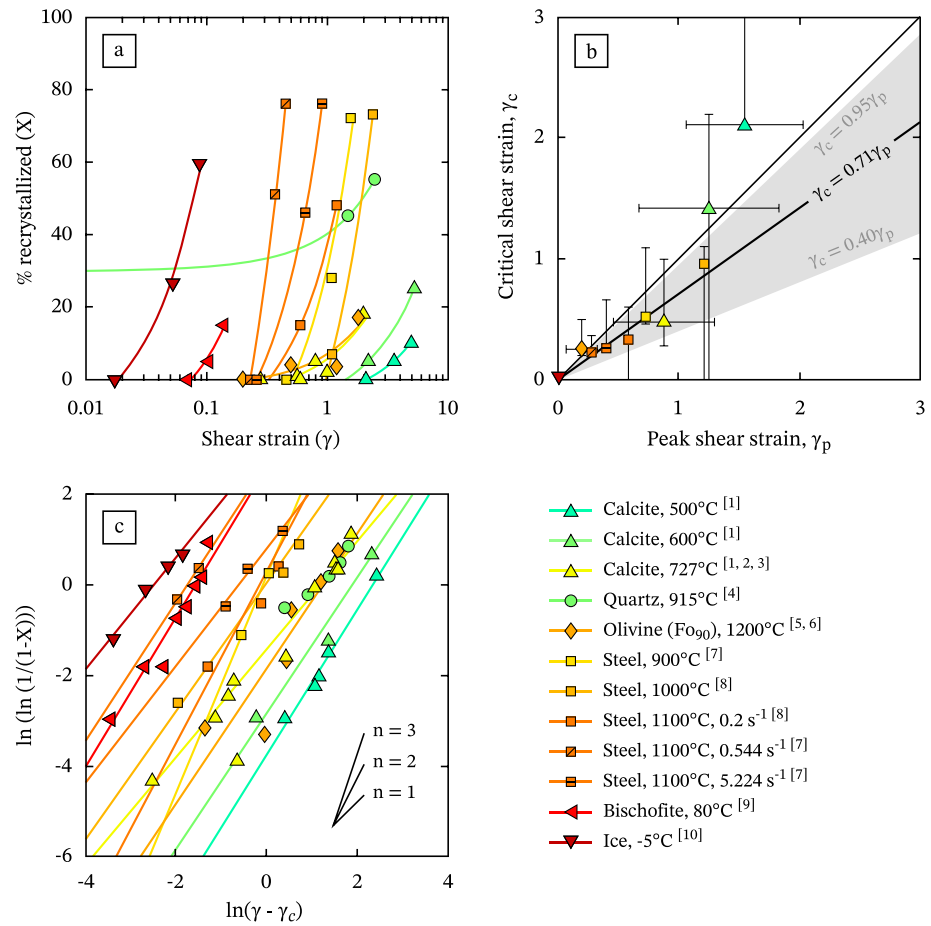 a
100
80
60
40
20
0
% recrystallized (X)
0.01
0.1
1
10
Shear strain (γ)
b
3
2
1
0
Critical shear strain, γc
γc = 0.95γp
γc = 0.71γp
γc = 0.40γp
0
1
2
3
Peak shear strain, γp
c
2
0
-2
-4
-6
ln (ln (1/(1-X)))
n = 3
n = 2
n = 1
-4
-2
0
2
4
ln(γ - γc)
Calcite, 500°C [1]
Calcite, 600°C [1]
Calcite, 727°C [1, 2, 3]
Quartz, 915°C [4]
Olivine (Fo90), 1200°C [5, 6]
Steel, 900°C [7]
Steel, 1000°C [8]
Steel, 1100°C, 0.2 s-1 [8]
Steel, 1100°C, 0.544 s-1 [7]
Steel, 1100°C, 5.224 s-1 [7]
Bischofite, 80°C [9]
Ice, -5°C [10]